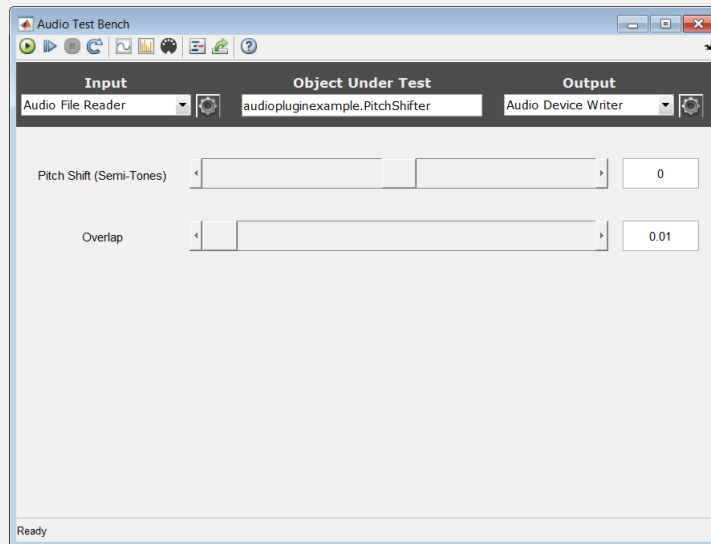 Audio Test Bench
Input Object Under Test Output
Audio File Reader audiopluginexample.PitchShifter Audio Device Writer
Pitch Shift (Semi-Tones) 0
Overlap 0.01
Ready